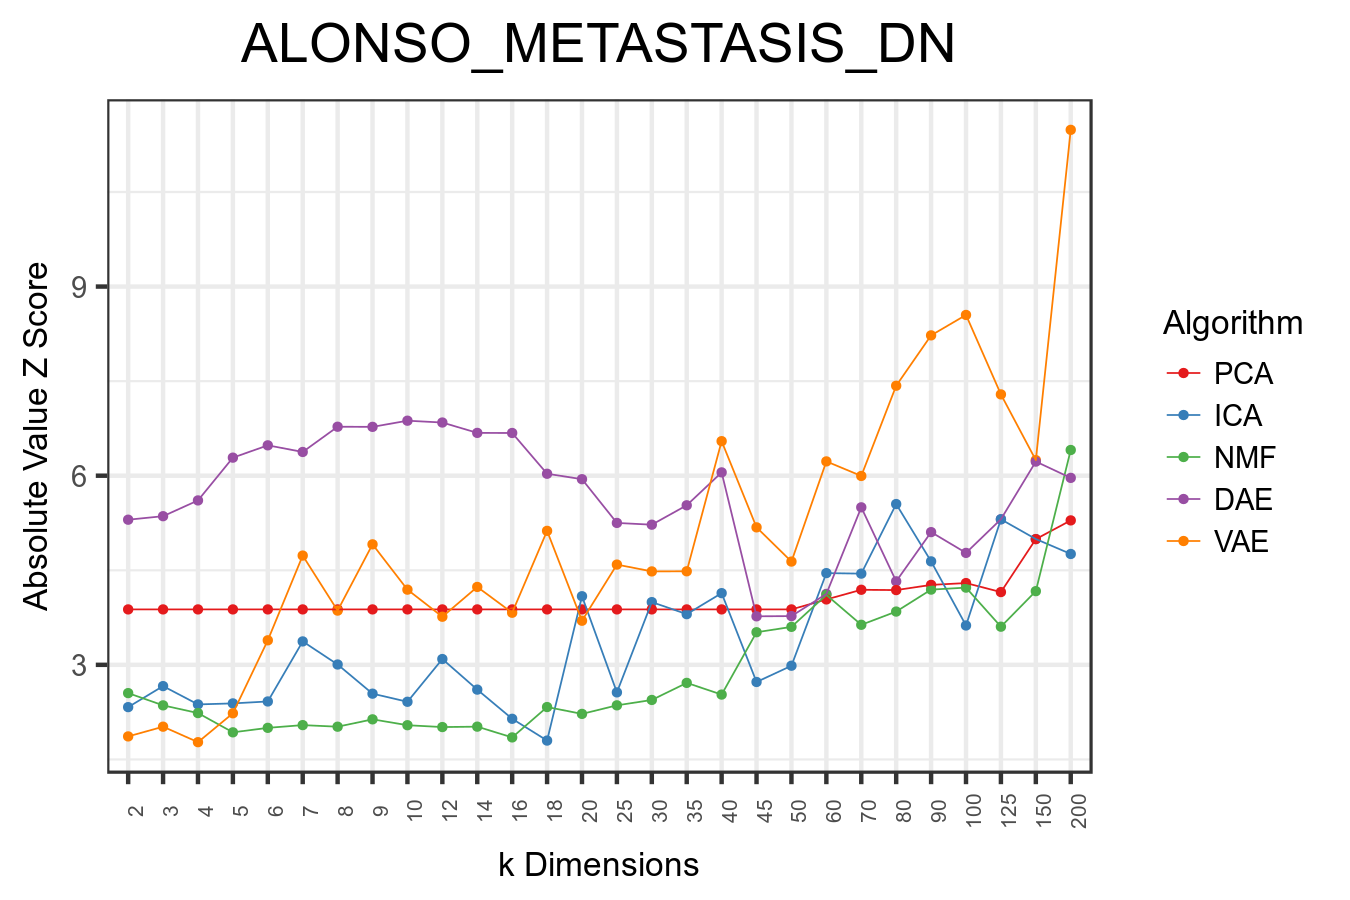 ALONSO_METASTASIS_DN
Absolute Value Z Score
9
6
3
2 3 4 5 6 7 8 9 10 12 14 16 18 20 25 30 35 40 45 50 60 70 80 90 100 125 150 200
k Dimensions
Algorithm
PCA
ICA
NMF
DAE
VAE